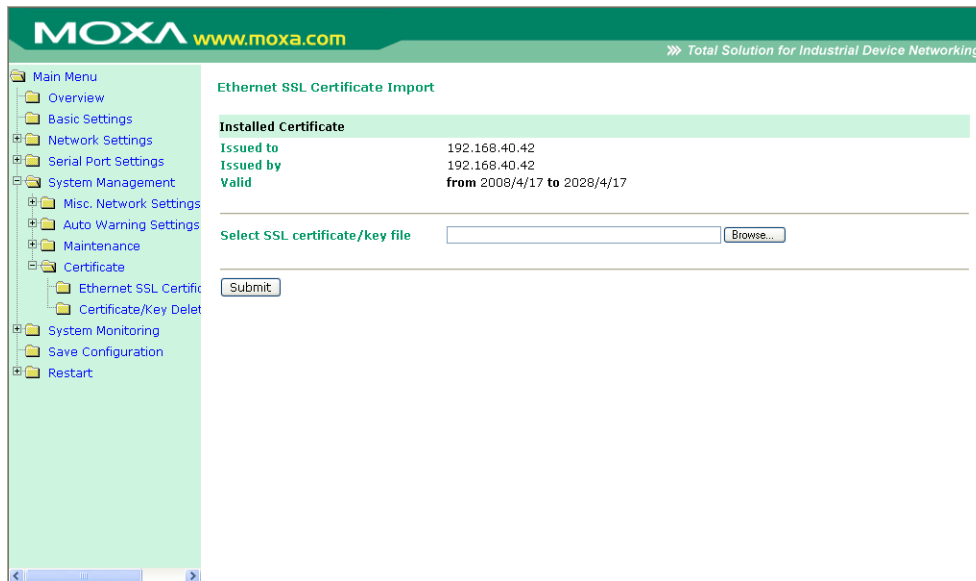 MOXA www.moxa.com
Total Solution for Industrial Device Networking
Main Menu
Overview
Basic Settings
Network Settings
Serial Port Settings
System Management
Misc. Network Settings
Auto Warning Settings
Maintenance
Certificate
Ethernet SSL Certific
Certificate/Key Delet
System Monitoring
Save Configuration
Restart
Ethernet SSL Certificate Import
Installed Certificate
Issued to 192.168.40.42
Issued by 192.168.40.42
Valid from 2008/4/17 to 2028/4/17
Select SSL certificate/key file Browse...
Submit